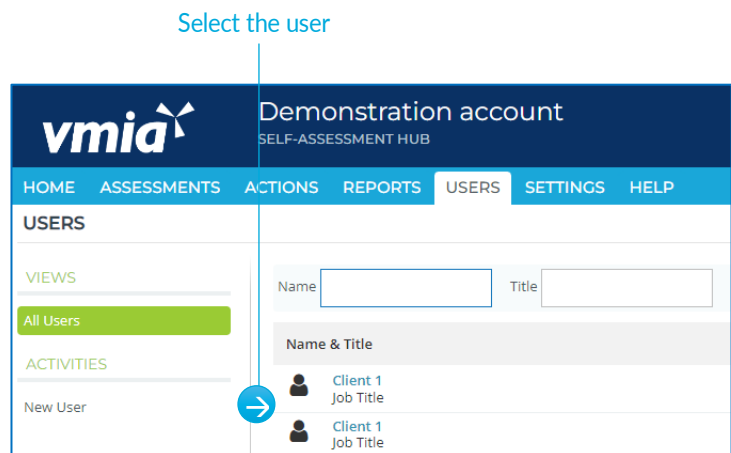 Select the user
vmia
Demonstration account
SELF-ASSESSMENT HUB
HOME ASSESSMENTS ACTIONS REPORTS USERS SETTINGS HELP
USERS
VIEWS
All Users
ACTIVITIES
New User
Name Title
Name & Title
Client 1
Job Title
Client 1
Job Title